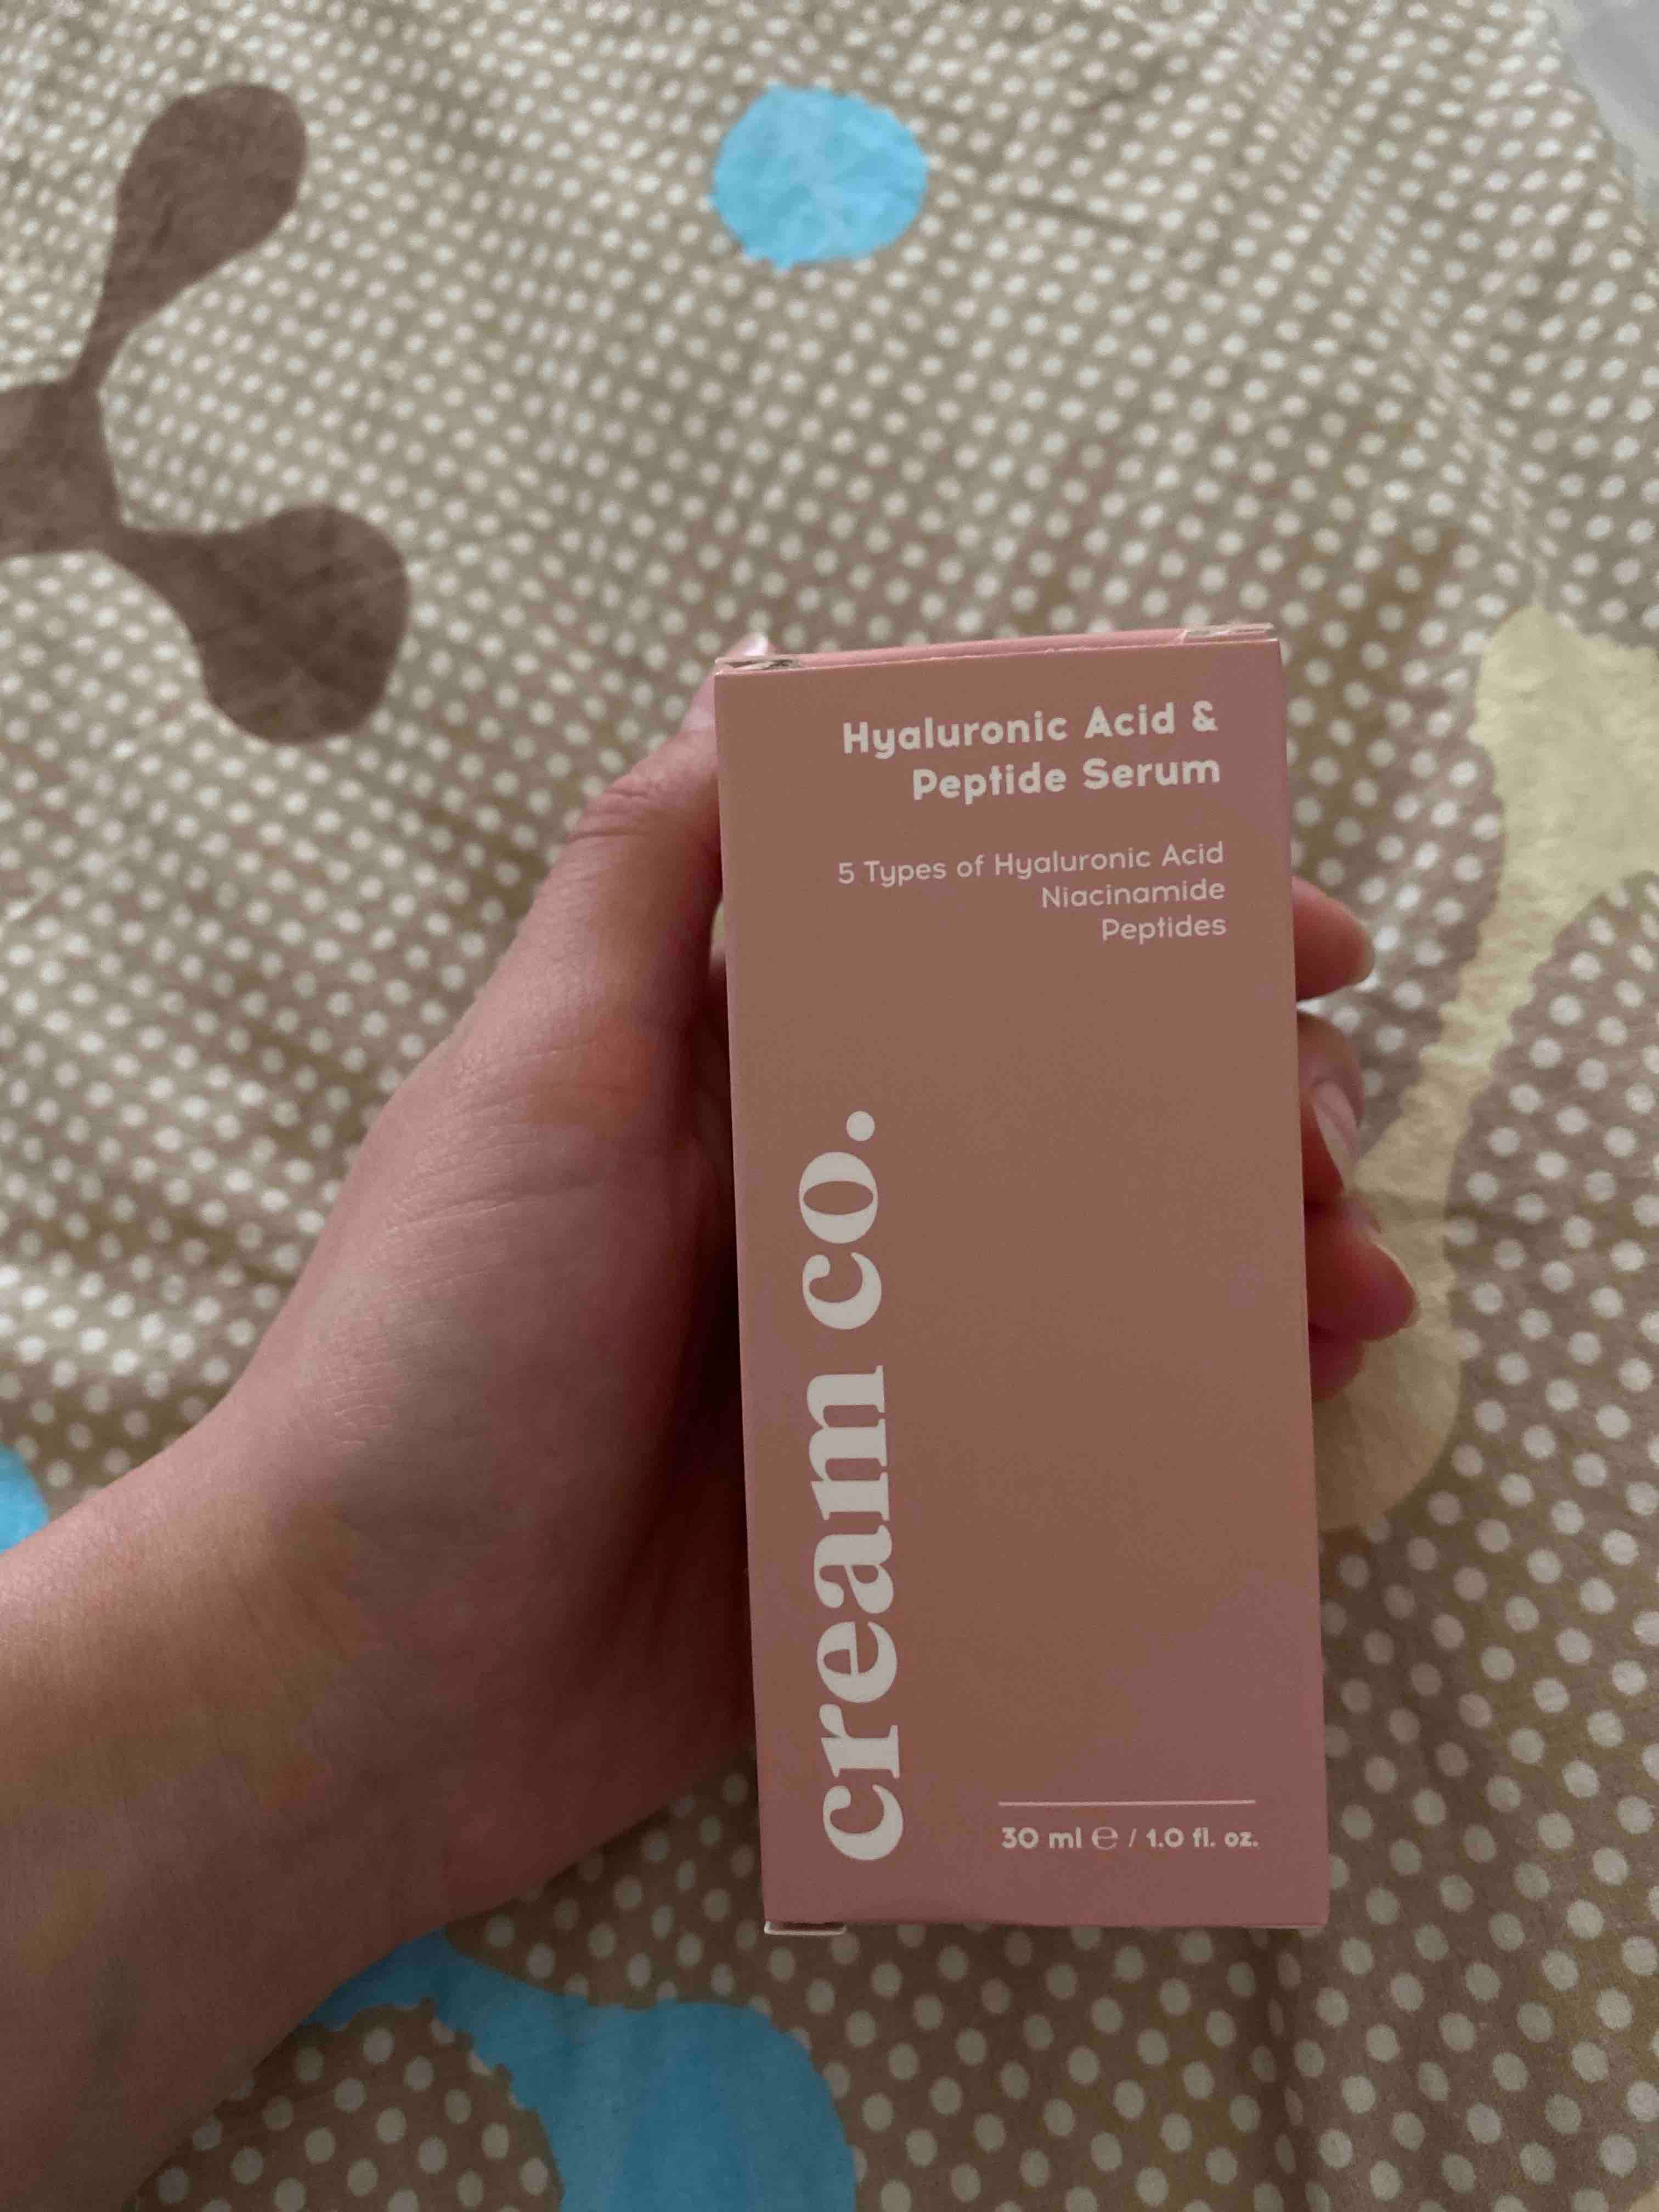 Hyaluronic Acid &
Peptide Serum
5 Types of Hyaluronic Acid
Niacinamide
Peptides
cream co.
30 ml ℮ / 1.0 fl. oz.